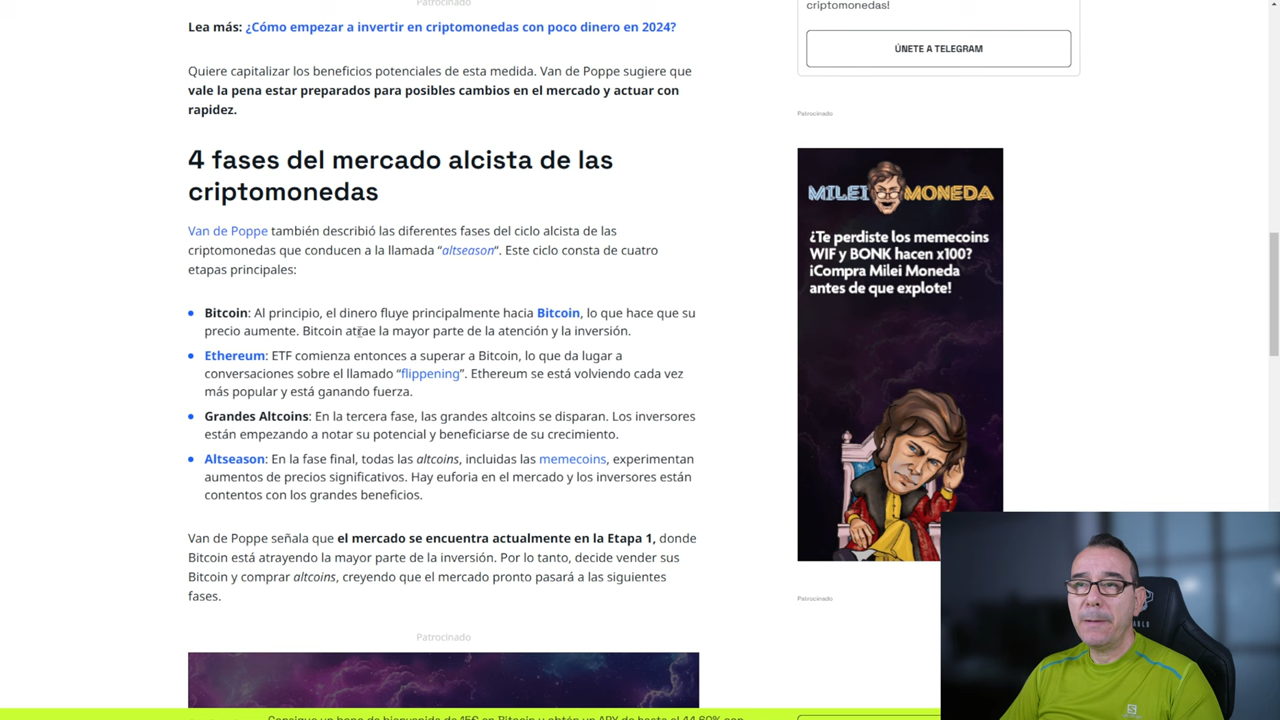 Patrocinado
Lea más: ¿Cómo empezar a invertir en criptomonedas con poco dinero en 2024?
Quiere capitalizar los beneficios potenciales de esta medida. Van de Poppe sugiere que
vale la pena estar preparados para posibles cambios en el mercado y actuar con
rapidez.
4 fases del mercado alcista de las
criptomonedas
Van de Poppe también describió las diferentes fases del ciclo alcista de las
criptomonedas que conducen a la llamada “altseason“. Este ciclo consta de cuatro
etapas principales:
Bitcoin: Al principio, el dinero fluye principalmente hacia Bitcoin, lo que hace que su
precio aumente. Bitcoin atrae la mayor parte de la atención y la inversión.
Ethereum: ETF comienza entonces a superar a Bitcoin, lo que da lugar a
conversaciones sobre el llamado “flippening”. Ethereum se está volviendo cada vez
más popular y está ganando fuerza.
Grandes Altcoins: En la tercera fase, las grandes altcoins se disparan. Los inversores
están empezando a notar su potencial y beneficiarse de su crecimiento.
Altseason: En la fase final, todas las altcoins, incluidas las memecoins, experimentan
aumentos de precios significativos. Hay euforia en el mercado y los inversores están
contentos con los grandes beneficios.
Van de Poppe señala que el mercado se encuentra actualmente en la Etapa 1, donde
Bitcoin está atrayendo la mayor parte de la inversión. Por lo tanto, decide vender sus
Bitcoin y comprar altcoins, creyendo que el mercado pronto pasará a las siguientes
fases.
Patrocinado
criptomonedas!
ÚNETE A TELEGRAM
Patrocinado
MILEI MONEDA
¿Te perdiste los memecoins
WIF y BONK hacen x100?
¡Compra Milei Moneda
antes de que explote!
Patrocinado
Consigue un bono de bienvenida de 15€ en Bitcoin y obtén un APY de hasta el 44,60% con